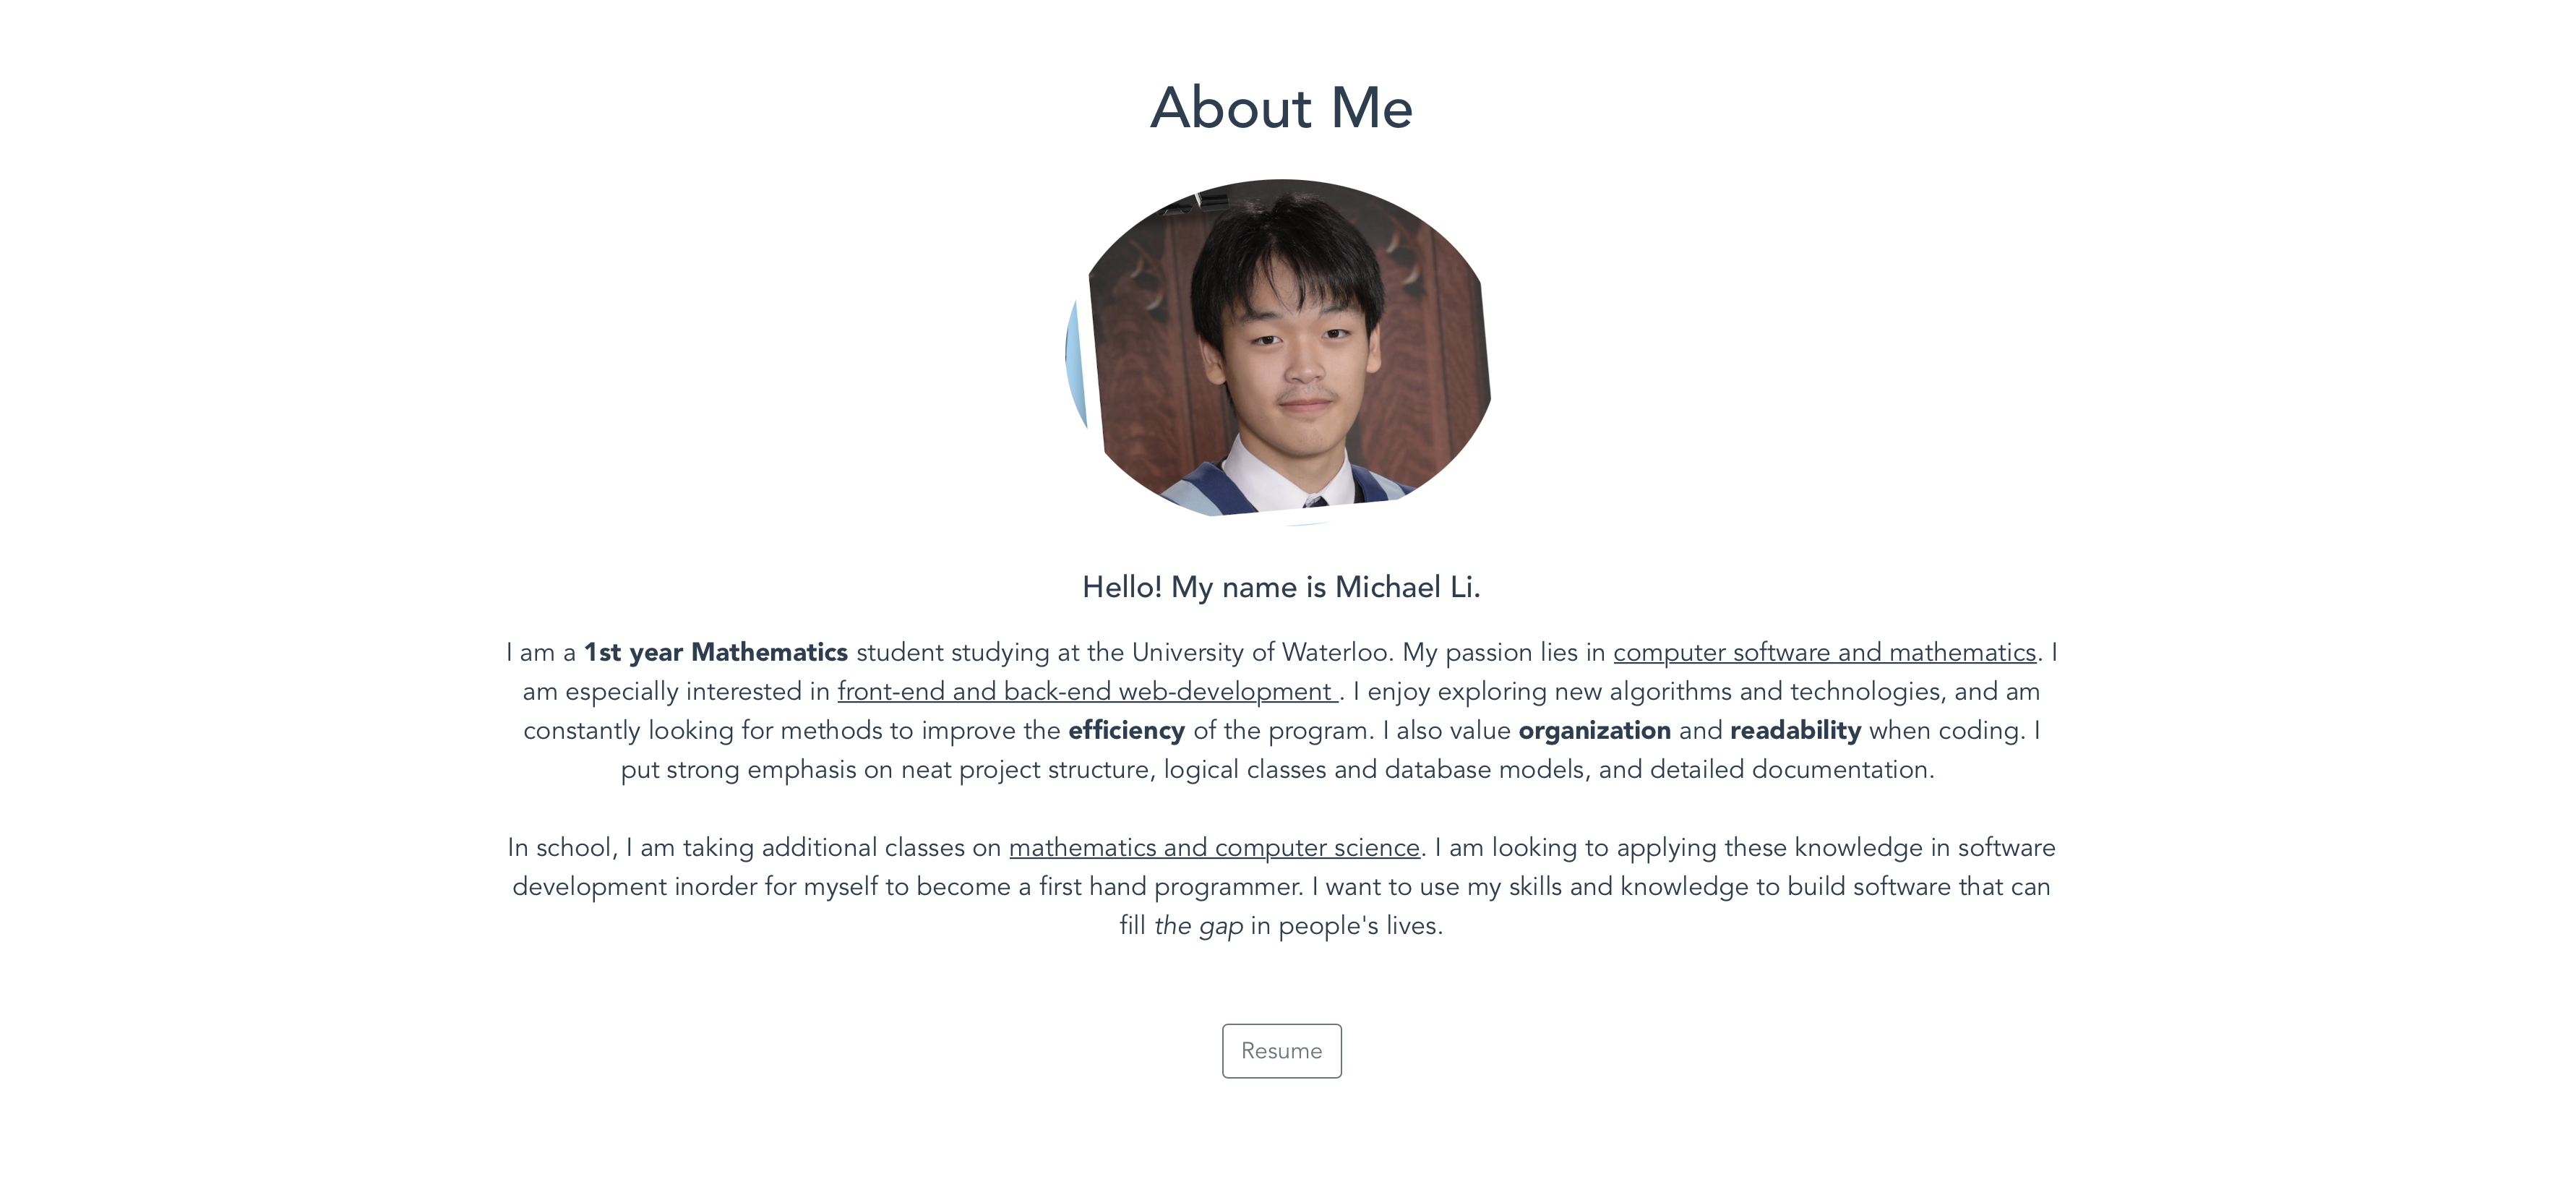 About Me
Hello! My name is Michael Li.
I am a 1st year Mathematics student studying at the University of Waterloo. My passion lies in computer software and mathematics. I
am especially interested in front-end and back-end web-development . I enjoy exploring new algorithms and technologies, and am
constantly looking for methods to improve the efficiency of the program. I also value organization and readability when coding. I
put strong emphasis on neat project structure, logical classes and database models, and detailed documentation.
In school, I am taking additional classes on mathematics and computer science. I am looking to applying these knowledge in software
development inorder for myself to become a first hand programmer. I want to use my skills and knowledge to build software that can
fill the gap in people's lives.
Resume